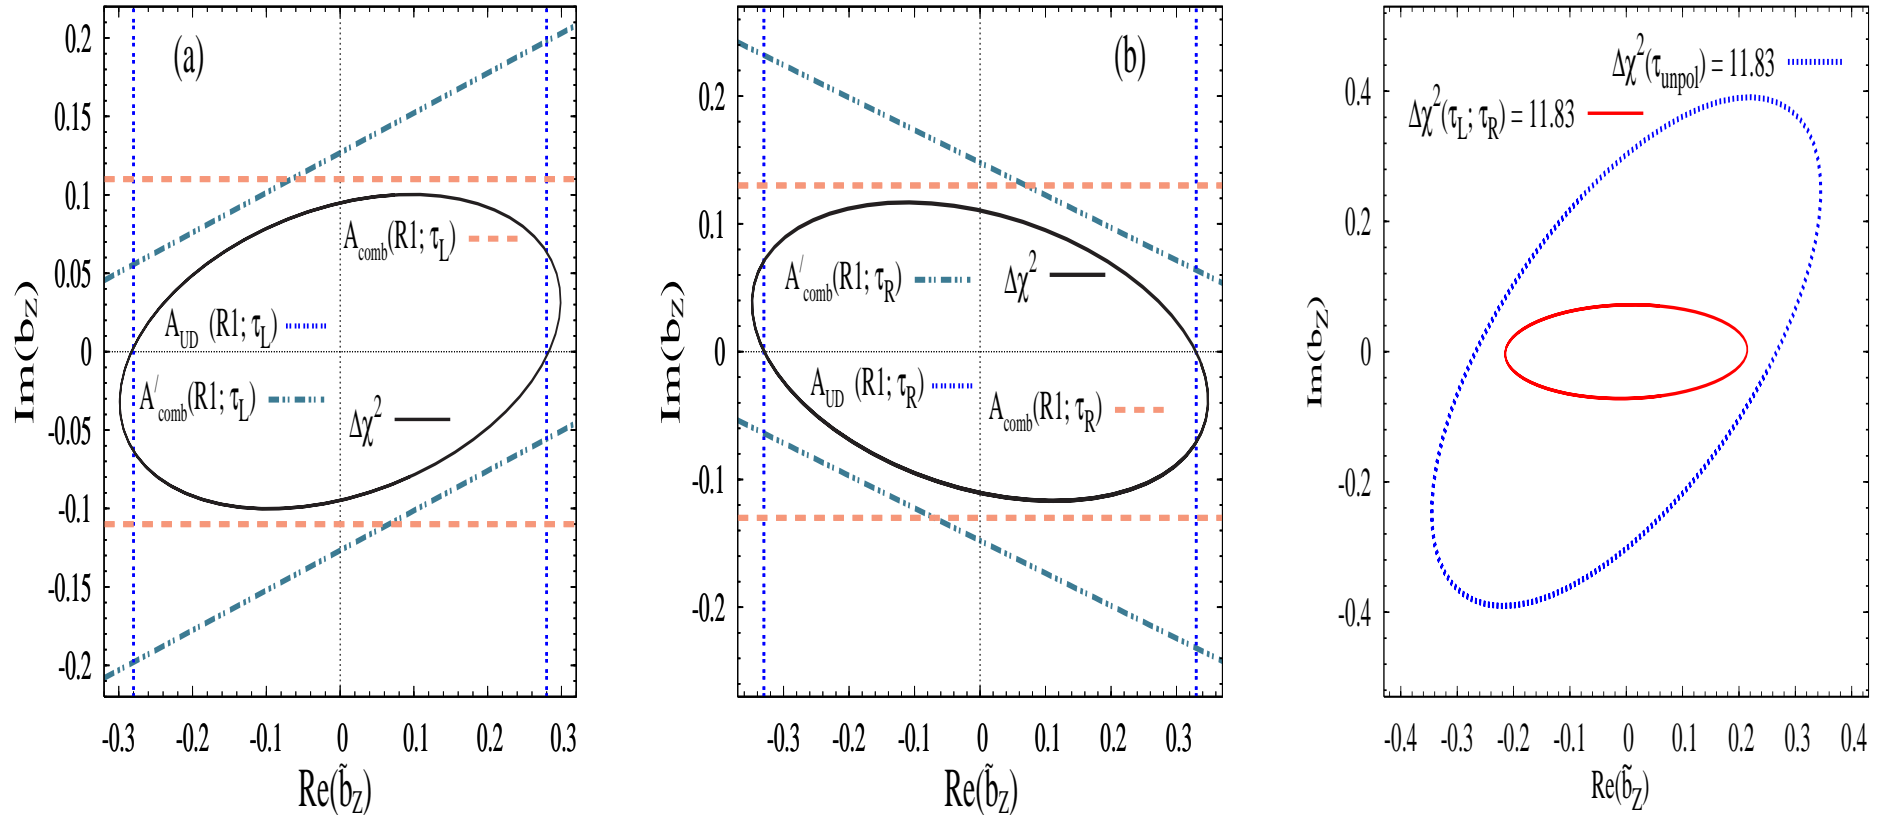 (a)
0.2
0.15
0.1
0.05
0
-0.05
-0.1
-0.15
-0.2
Im(b_Z)
A_comb(R1; τ_L)
A_UD (R1; τ_L)
A′_comb(R1; τ_L)
Δχ²
-0.3 -0.2 -0.1 0 0.1 0.2 0.3
Re(b̃_Z)
(b)
0.2
0.1
0
-0.1
-0.2
Im(b_Z)
A′_comb(R1; τ_R)
Δχ²
A_UD (R1; τ_R)
A_comb(R1; τ_R)
-0.3 -0.2 -0.1 0 0.1 0.2 0.3
Re(b̃_Z)
Δχ²(τ_unpol) = 11.83
Δχ²(τ_L; τ_R) = 11.83
0.4
0.2
0
-0.2
-0.4
Im(b_Z)
-0.4 -0.3 -0.2 -0.1 0 0.1 0.2 0.3 0.4
Re(b̃_Z)